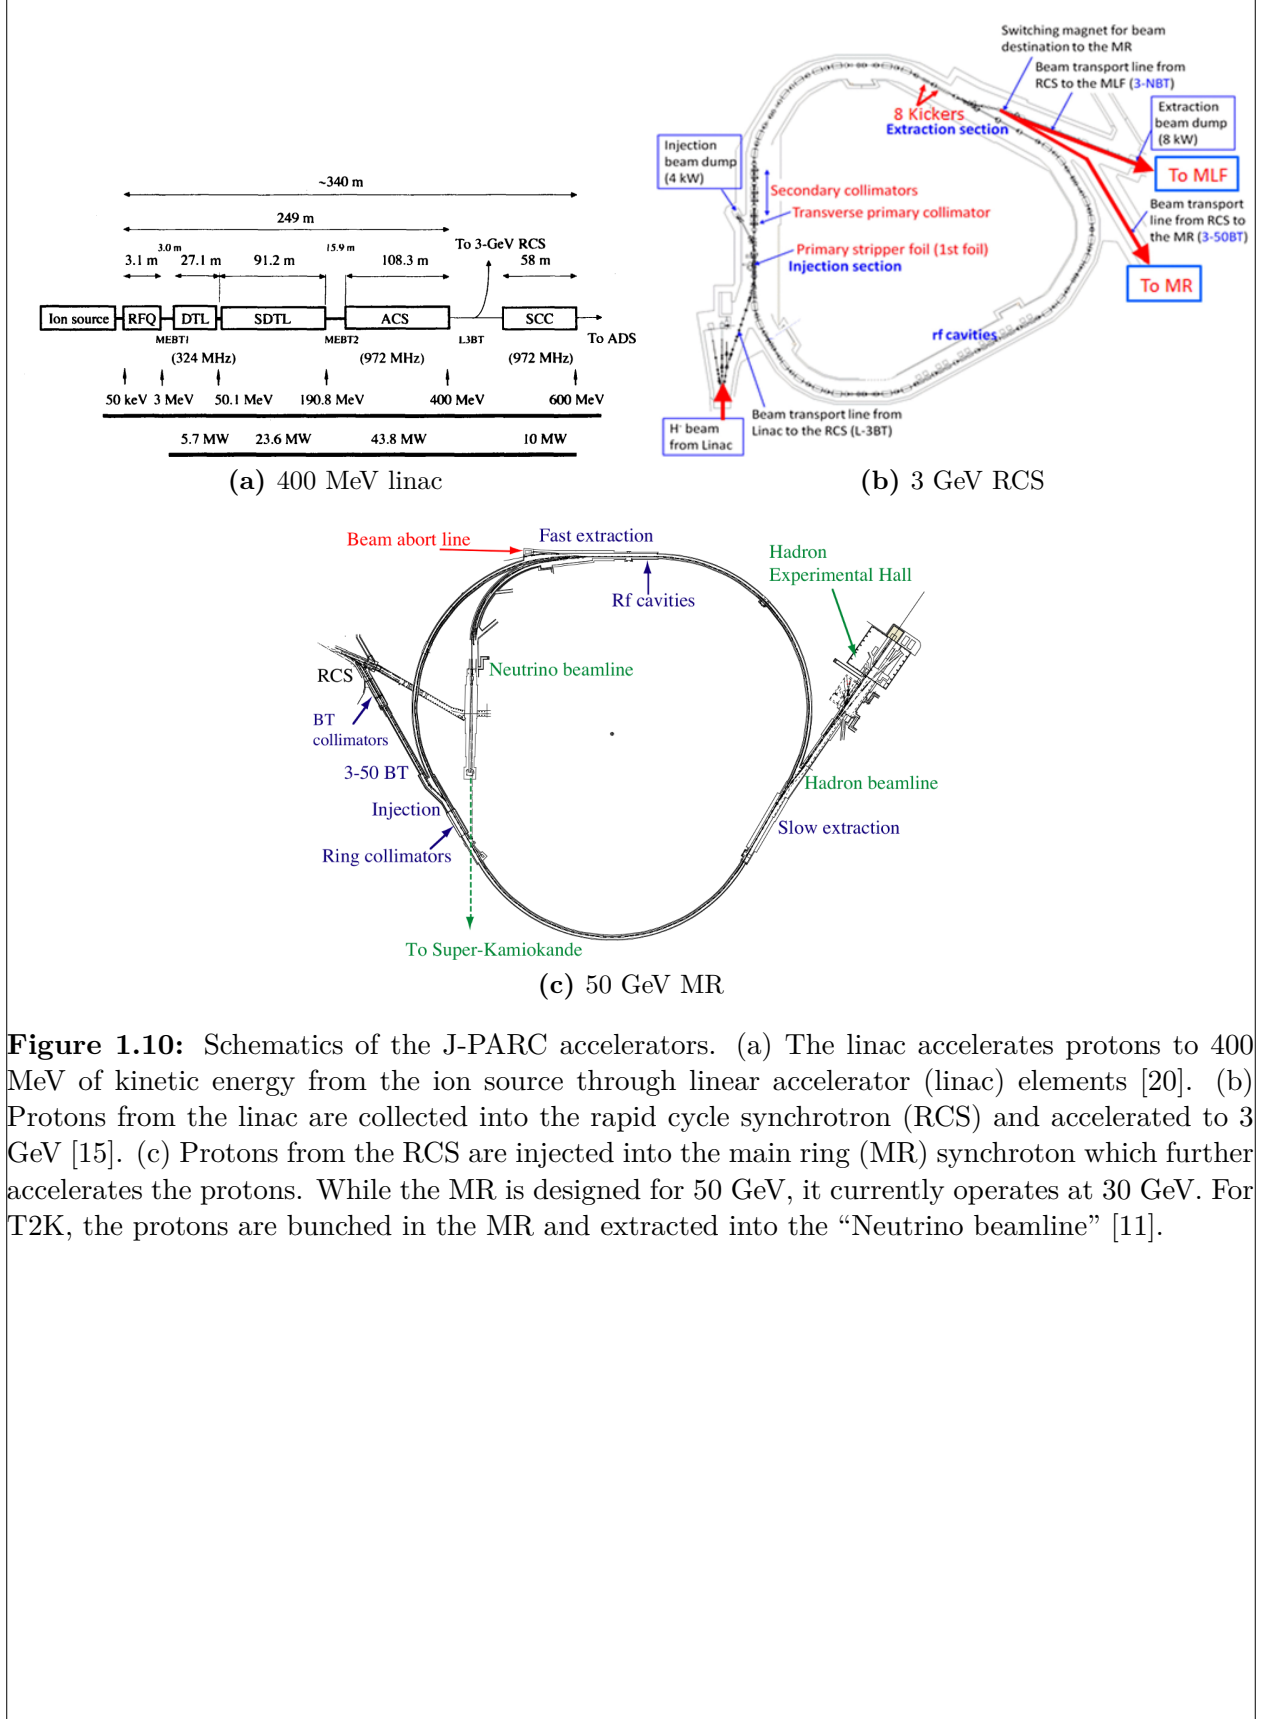 ~340 m
249 m
3.0 m
15.9 m
To 3-GeV RCS
3.1 m
27.1 m
91.2 m
108.3 m
58 m
Ion source
RFQ
DTL
SDTL
ACS
SCC
To ADS
MEBT1
MEBT2
L3BT
(324 MHz)
(972 MHz)
(972 MHz)
50 keV
3 MeV
50.1 MeV
190.8 MeV
400 MeV
600 MeV
5.7 MW
23.6 MW
43.8 MW
10 MW
(a) 400 MeV linac
Switching magnet for beam
destination to the MR
Beam transport line from
RCS to the MLF (3-NBT)
8 Kickers
Extraction section
Extraction
beam dump
(8 kW)
Injection
beam dump
(4 kW)
To MLF
Secondary collimators
Transverse primary collimator
Beam transport
line from RCS to
the MR (3-50BT)
Primary stripper foil (1st foil)
Injection section
To MR
rf cavities
Beam transport line from
Linac to the RCS (L-3BT)
H- beam
from Linac
(b) 3 GeV RCS
Beam abort line
Fast extraction
Rf cavities
Hadron
Experimental Hall
RCS
Neutrino beamline
BT
collimators
3-50 BT
Injection
Ring collimators
Hadron beamline
Slow extraction
To Super-Kamiokande
(c) 50 GeV MR
Figure 1.10: Schematics of the J-PARC accelerators. (a) The linac accelerates protons to 400
MeV of kinetic energy from the ion source through linear accelerator (linac) elements [20]. (b)
Protons from the linac are collected into the rapid cycle synchrotron (RCS) and accelerated to 3
GeV [15]. (c) Protons from the RCS are injected into the main ring (MR) synchroton which further
accelerates the protons. While the MR is designed for 50 GeV, it currently operates at 30 GeV. For
T2K, the protons are bunched in the MR and extracted into the “Neutrino beamline” [11].